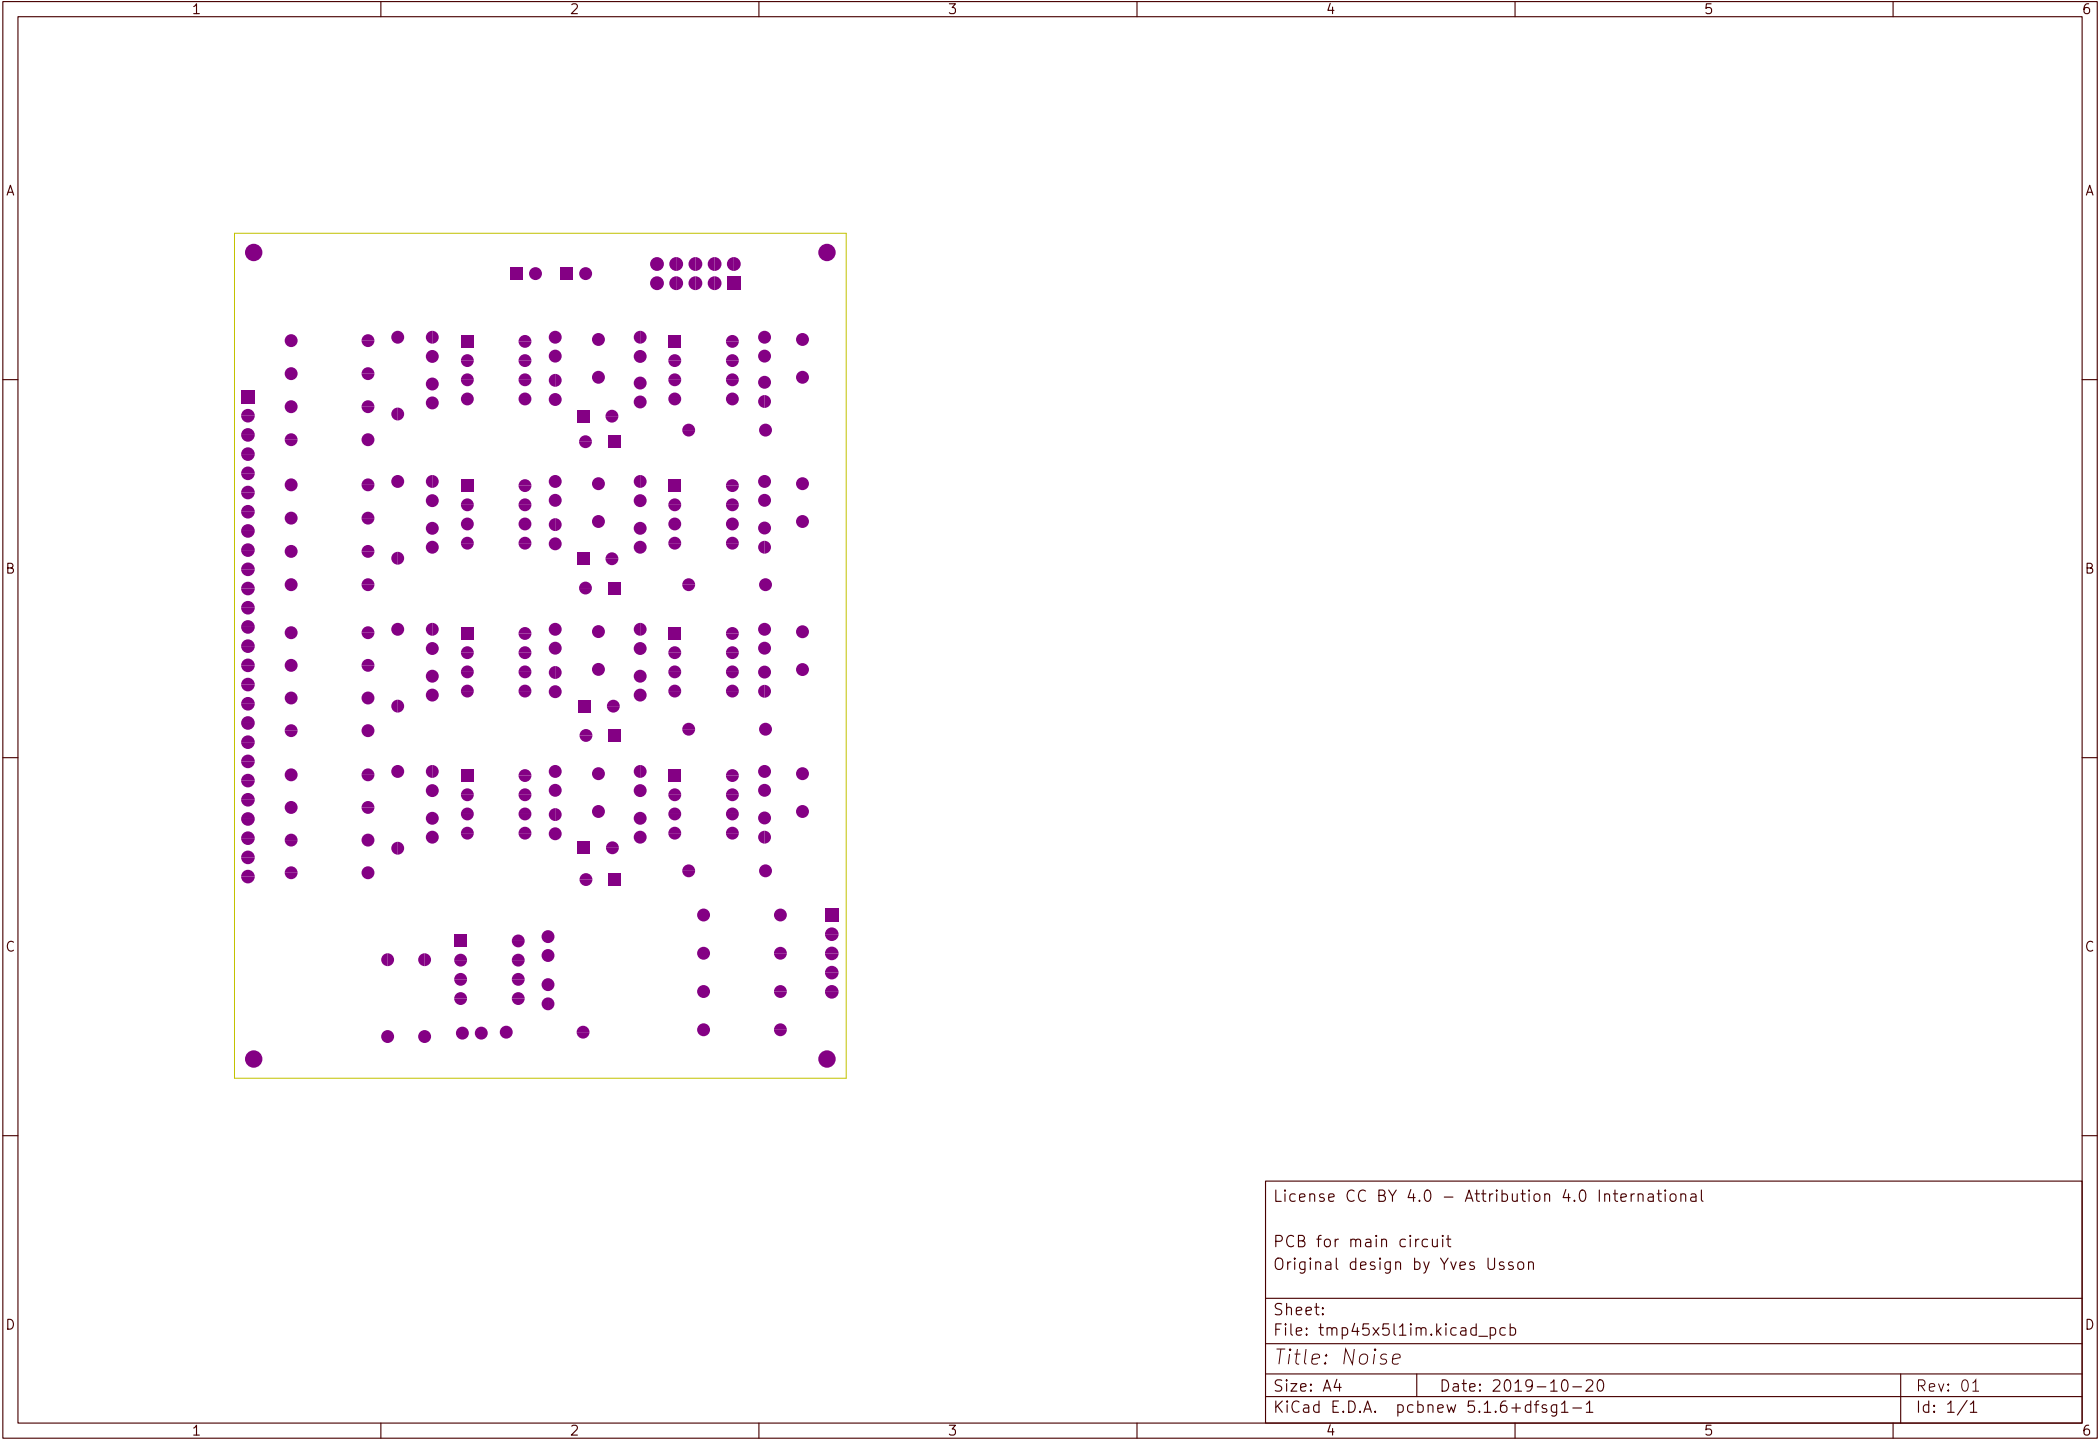 1 2 3 4 5 6
A A
B B
C C
D D
License CC BY 4.0 – Attribution 4.0 International
PCB for main circuit
Original design by Yves Usson
Sheet:
File: tmp45x5l1im.kicad_pcb
Title: Noise
Size: A4 Date: 2019-10-20 Rev: 01
KiCad E.D.A. pcbnew 5.1.6+dfsg1-1 Id: 1/1
1 2 3 4 5 6